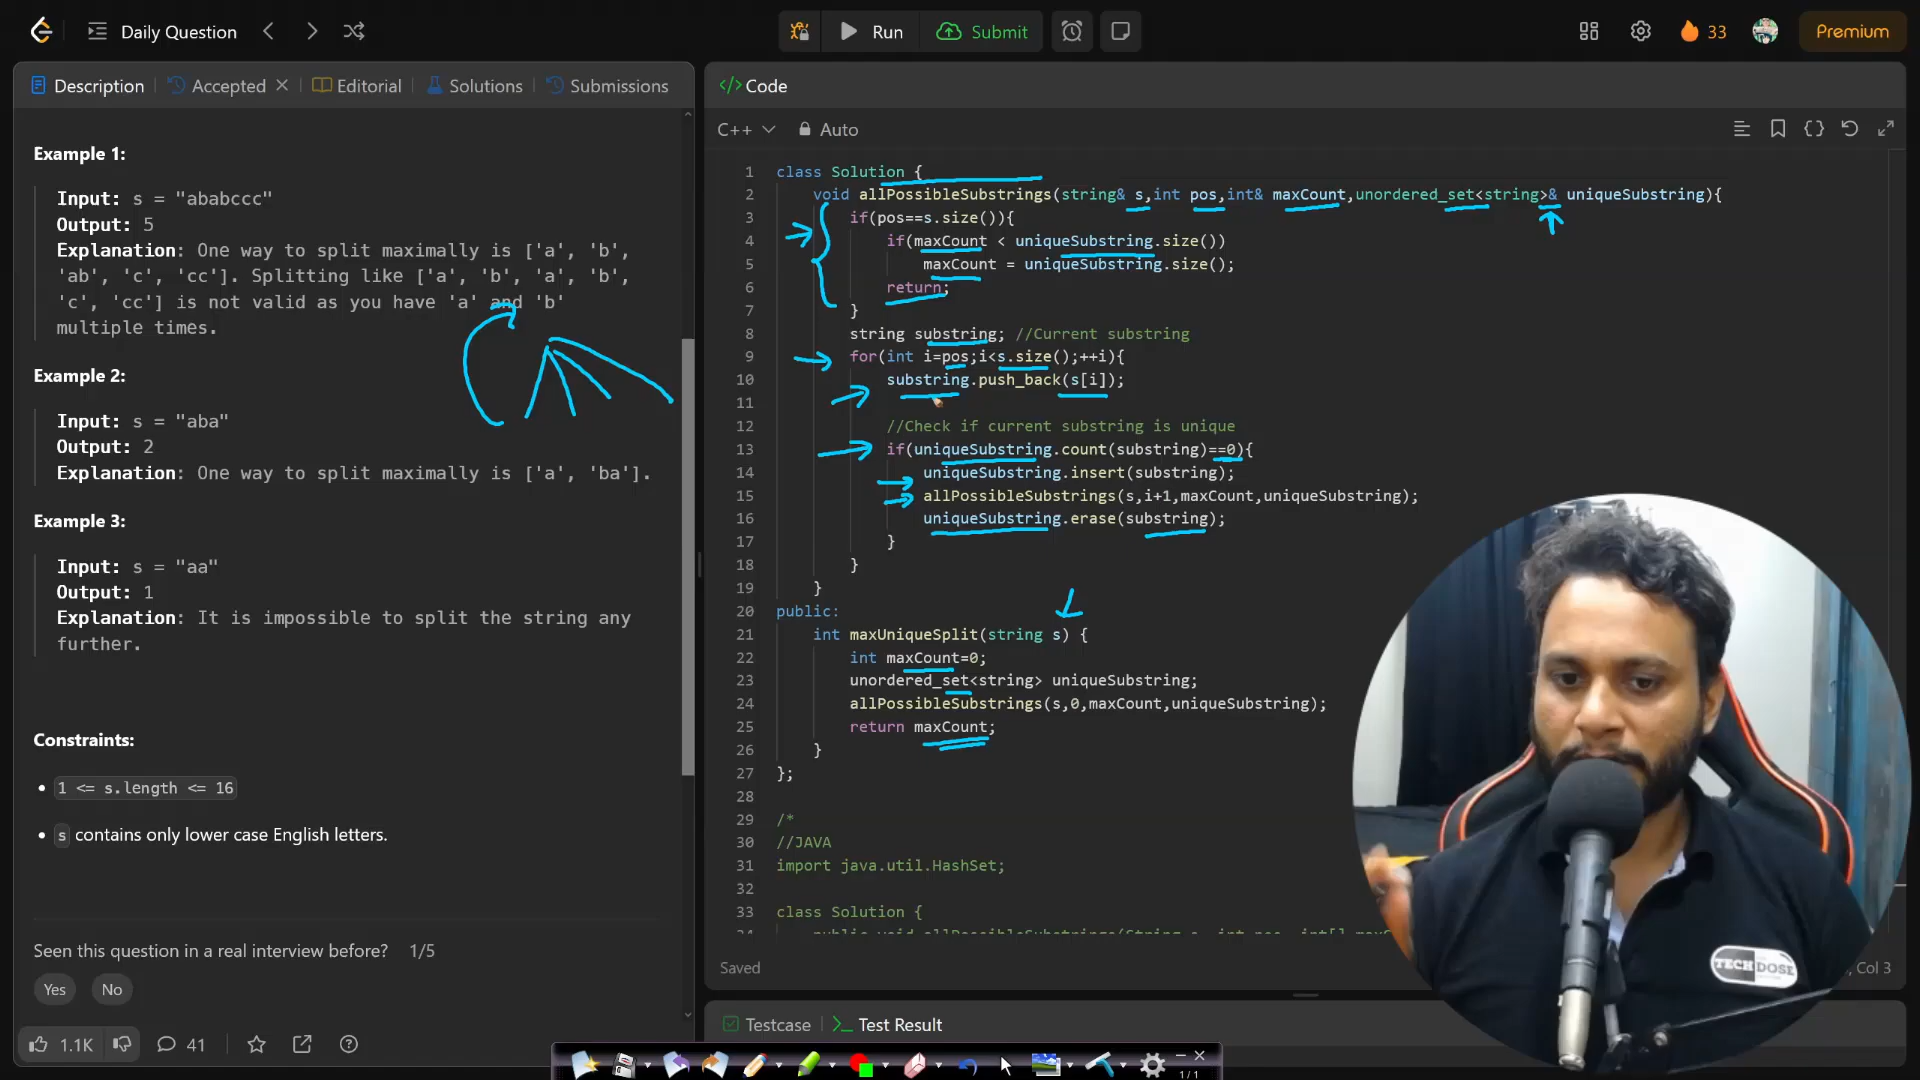 Daily Question
Run
Submit
33
Premium
Description
Accepted
Editorial
Solutions
Submissions
Example 1:
Input: s = "ababccc"
Output: 5
Explanation: One way to split maximally is ['a', 'b',
'ab', 'c', 'cc']. Splitting like ['a', 'b', 'a', 'b',
'c', 'cc'] is not valid as you have 'a' and 'b'
multiple times.
Example 2:
Input: s = "aba"
Output: 2
Explanation: One way to split maximally is ['a', 'ba'].
Example 3:
Input: s = "aa"
Output: 1
Explanation: It is impossible to split the string any
further.
Constraints:
1 <= s.length <= 16
s contains only lower case English letters.
Seen this question in a real interview before? 1/5
Yes No
1.1K 41
</> Code
C++ Auto
1 class Solution {
2 void allPossibleSubstrings(string& s,int pos,int& maxCount,unordered_set<string>& uniqueSubstring){
3 if(pos==s.size()){
4 if(maxCount < uniqueSubstring.size())
5 maxCount = uniqueSubstring.size();
6 return;
7 }
8 string substring; //Current substring
9 for(int i=pos;i<s.size();++i){
10 substring.push_back(s[i]);
11
12 //Check if current substring is unique
13 if(uniqueSubstring.count(substring)==0){
14 uniqueSubstring.insert(substring);
15 allPossibleSubstrings(s,i+1,maxCount,uniqueSubstring);
16 uniqueSubstring.erase(substring);
17 }
18 }
19 }
20 public:
21 int maxUniqueSplit(string s) {
22 int maxCount=0;
23 unordered_set<string> uniqueSubstring;
24 allPossibleSubstrings(s,0,maxCount,uniqueSubstring);
25 return maxCount;
26 }
27 };
28
29 /*
30 //JAVA
31 import java.util.HashSet;
32
33 class Solution {
Saved
, Col 3
TECH DOSE
Testcase
>_ Test Result
1/1